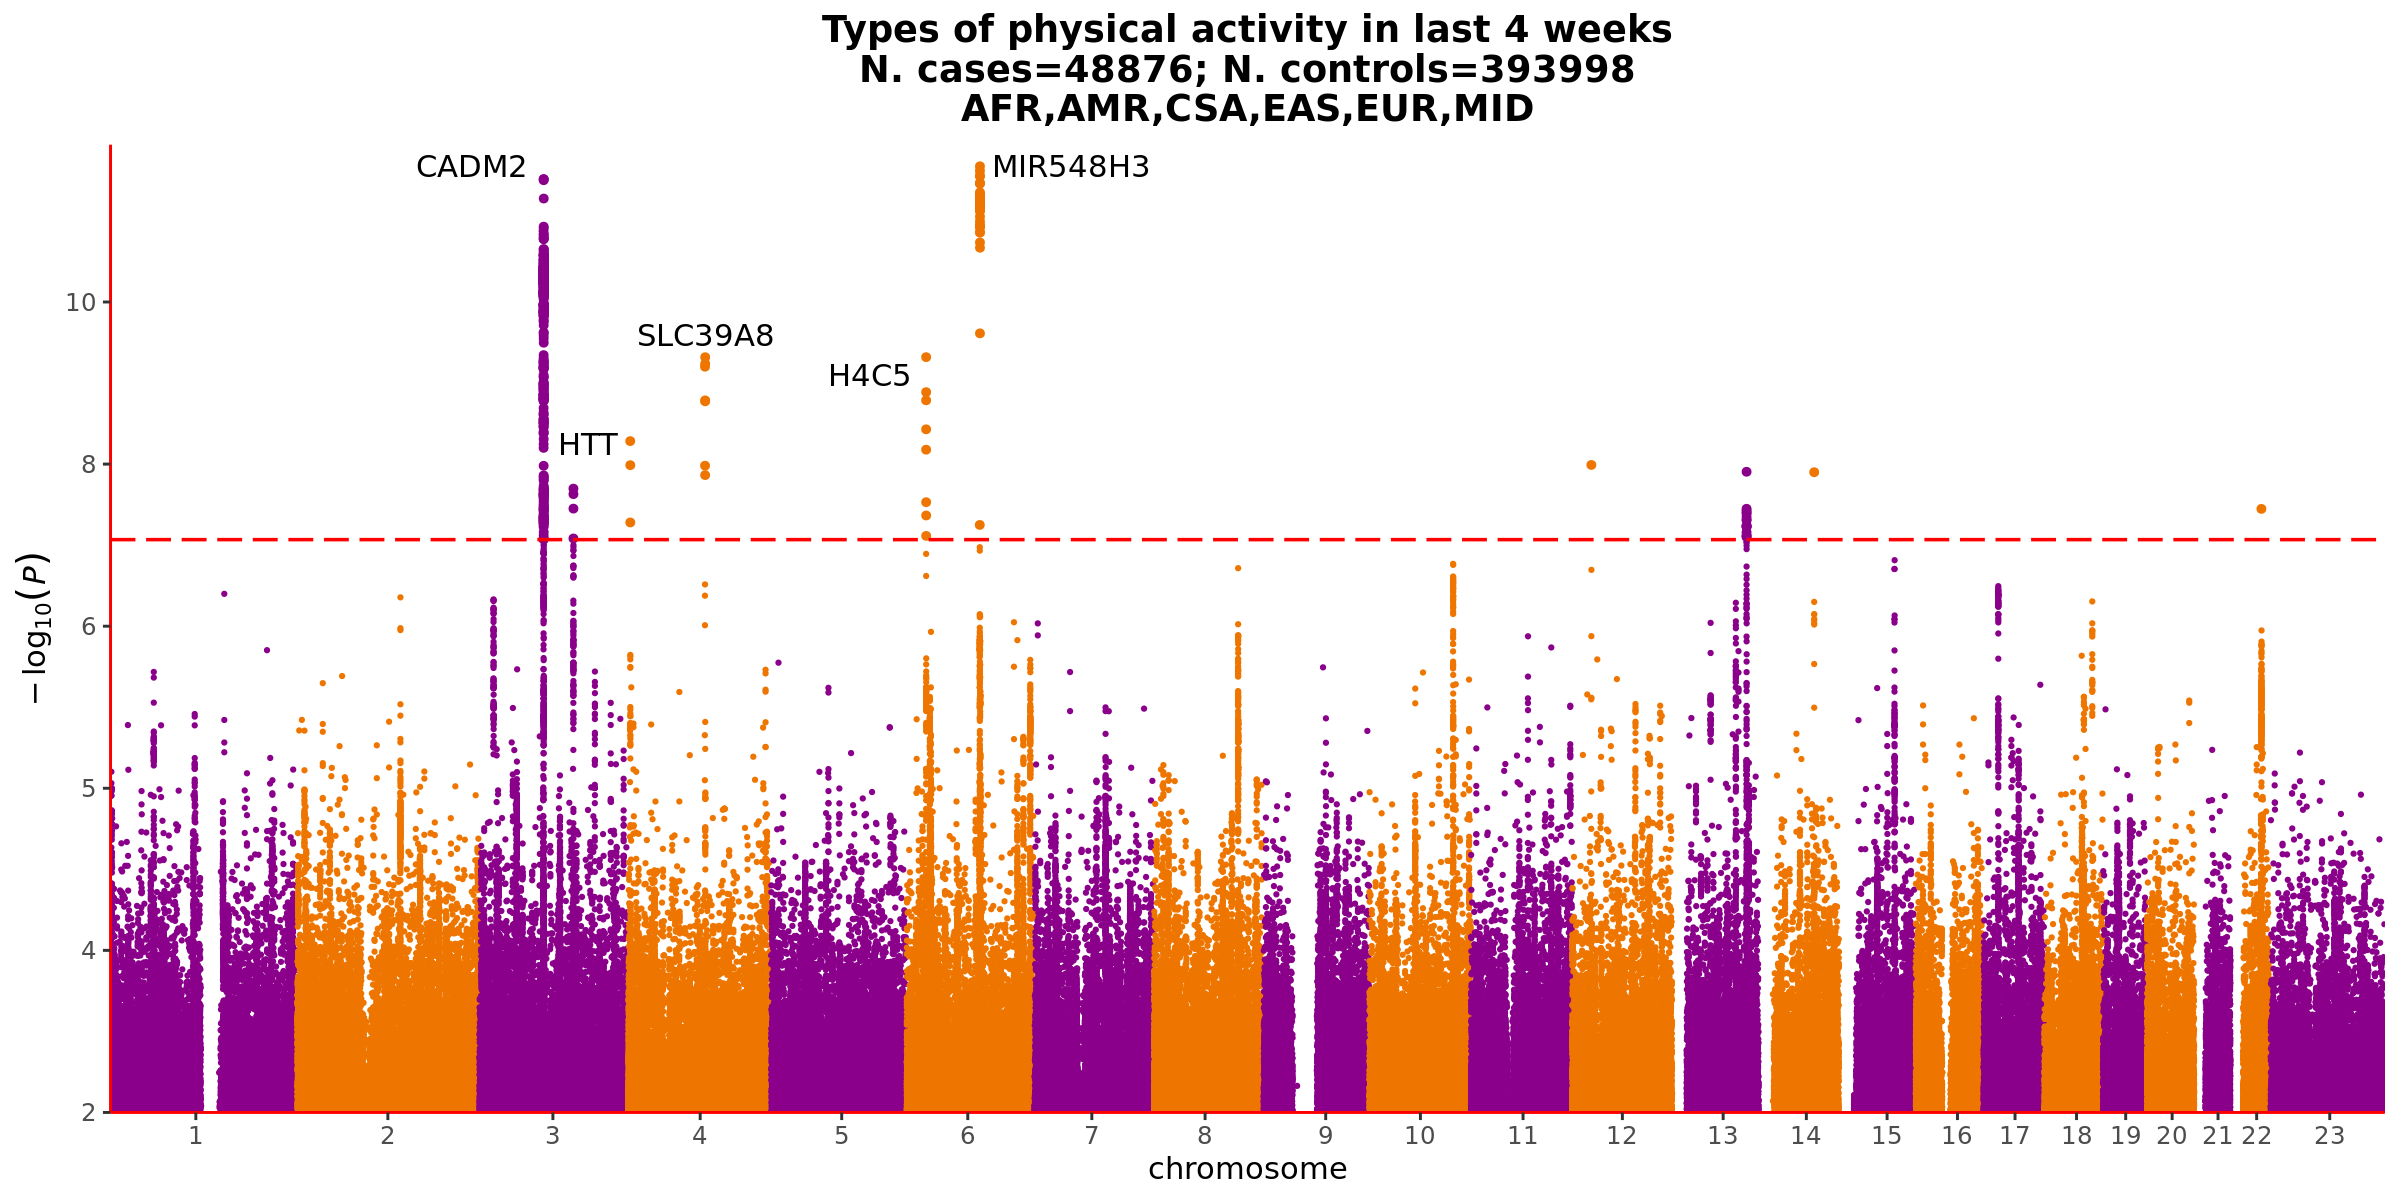 Types of physical activity in last 4 weeks
N. cases=48876; N. controls=393998
AFR,AMR,CSA,EAS,EUR,MID
CADM2
MIR548H3
SLC39A8
H4C5
HTT
10
8
6
5
4
2
−log10(P)
1 2 3 4 5 6 7 8 9 10 11 12 13 14 15 16 17 18 19 20 21 22 23
chromosome